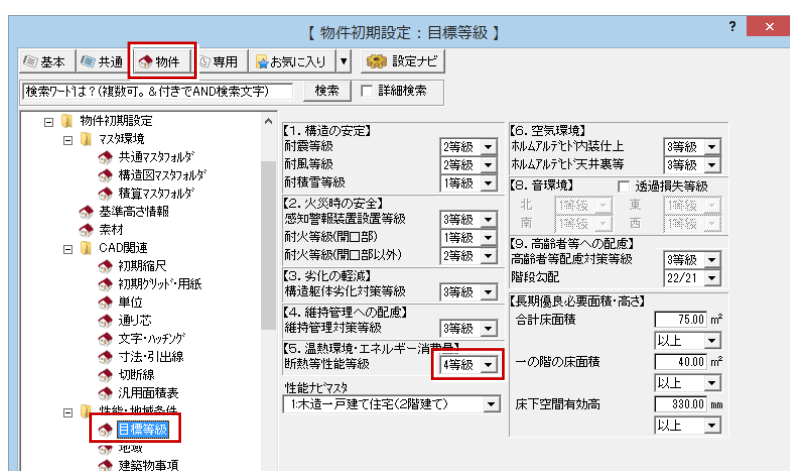 【 物件初期設定：目標等級 】
?
×
基本
共通
物件
専用
お気に入り
▼
設定ナビ
検索ワードは？(複数可。&付きでAND検索文字)
検索
詳細検索
物件初期設定
マスタ環境
共通マスタフォルダ
構造図マスタフォルダ
積算マスタフォルダ
基準高さ情報
素材
CAD関連
初期縮尺
初期グリッド・用紙
単位
通り芯
文字・ハッチング
寸法・引出線
切断線
汎用面積表
性能・地域条件
目標等級
地域
建築物事項
【1. 構造の安定】
耐震等級 2等級
耐風等級 2等級
耐積雪等級 1等級
【2. 火災時の安全】
感知警報装置設置等級 3等級
耐火等級(開口部) 1等級
耐火等級(開口部以外) 2等級
【3. 劣化の軽減】
構造躯体劣化対策等級 3等級
【4. 維持管理への配慮】
維持管理対策等級 3等級
【5. 温熱環境・エネルギー消費量】
断熱等性能等級 4等級
性能ナビマスタ
1:木造一戸建て住宅(2階建て)
【6. 空気環境】
ホルムアルデヒド内装仕上 3等級
ホルムアルデヒド天井裏等 3等級
【8. 音環境】 透過損失等級
北 1等級 東 1等級
南 1等級 西 1等級
【9. 高齢者等への配慮】
高齢者等配慮対策等級 3等級
階段勾配 22/21
【長期優良必要面積・高さ】
合計床面積 75.00 m²
以上
一の階の床面積 40.00 m²
以上
床下空間有効高 330.00 mm
以上